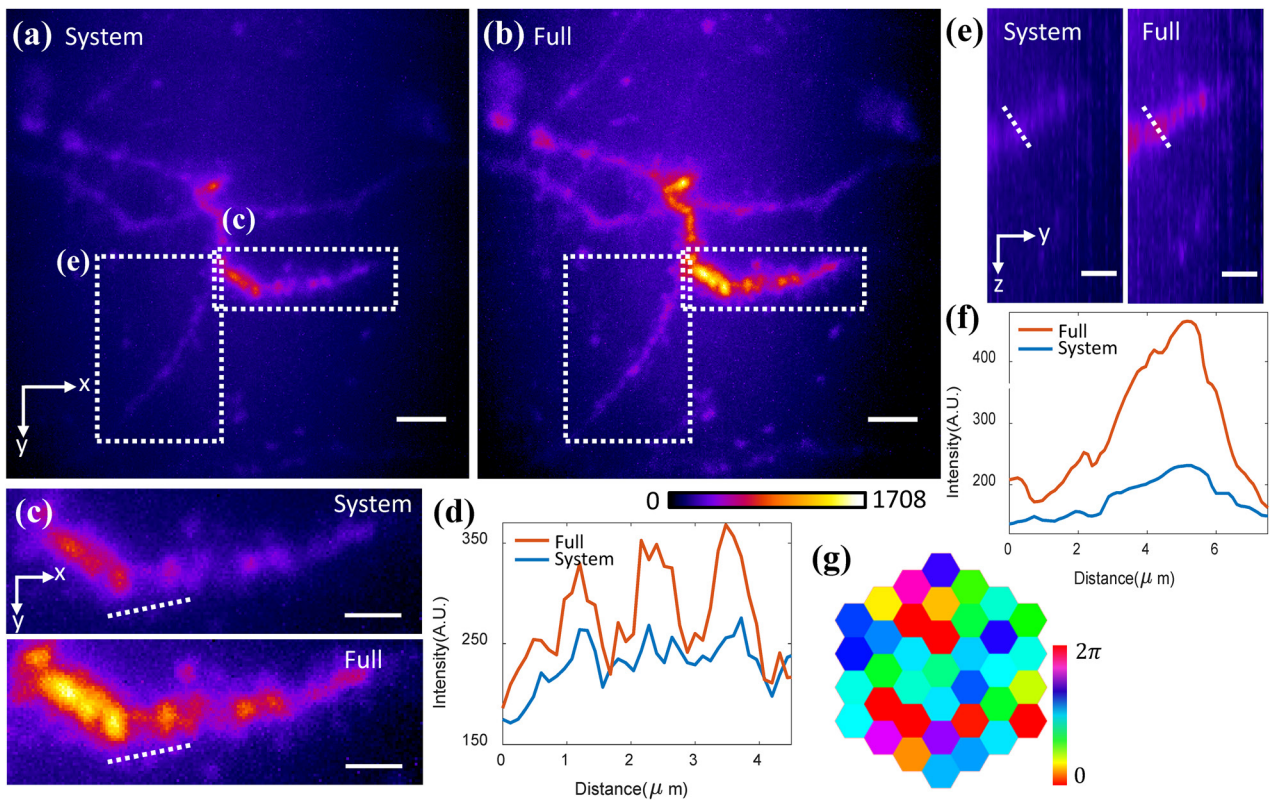 (a) System
(c)
(e)
x
y
(b) Full
(e)
System
Full
y
z
(f)
Full
System
400
300
200
Intensity(A.U.)
0 2 4 6
Distance(μ m)
0 1708
(c)
System
x
y
Full
(d)
Full
System
350
250
150
Intensity(A.U.)
0 1 2 3 4
Distance(μ m)
(g)
2π
0